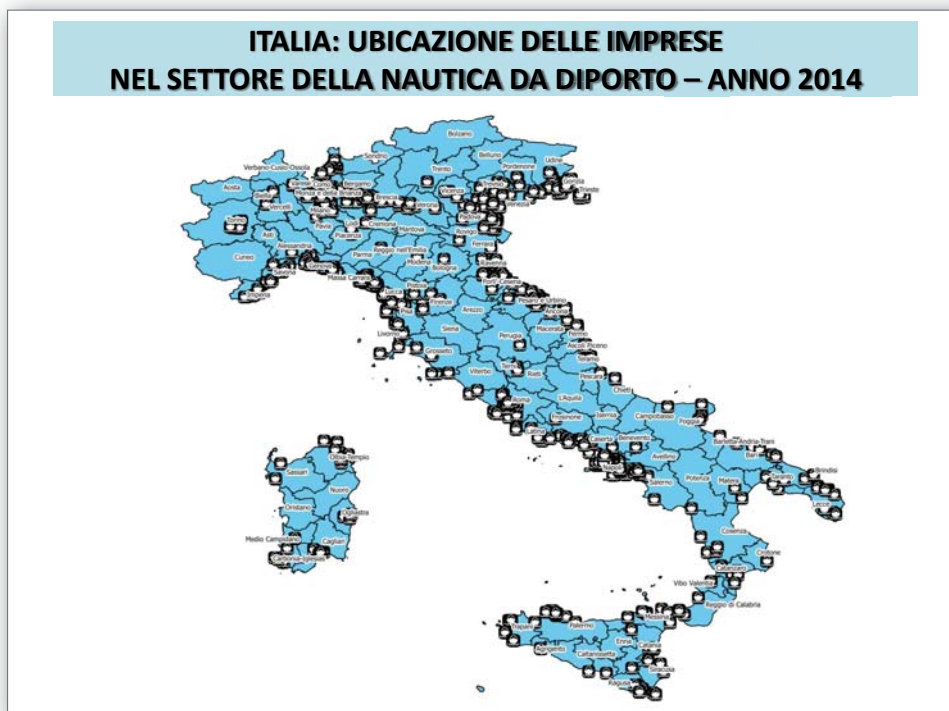 ITALIA: UBICAZIONE DELLE IMPRESE
NEL SETTORE DELLA NAUTICA DA DIPORTO – ANNO 2014
Bolzano
Sondrio
Belluno
Verbano-Cusio-Ossola
Trento
Pordenone
Udine
Gorizia
Aosta
Varese
Como
Bergamo
Vicenza
Treviso
Trieste
Biella
Monza e della Brianza
Brescia
Verona
Venezia
Vercelli
Milano
Padova
Torino
Pavia
Lodi
Cremona
Mantova
Rovigo
Asti
Piacenza
Alessandria
Parma
Reggio nell'Emilia
Ferrara
Cuneo
Genova
Modena
Bologna
Ravenna
Savona
Massa Carrara
Forli'-Cesena
Imperia
Lucca
Pistoia
Firenze
Pesaro e Urbino
Pisa
Arezzo
Ancona
Livorno
Siena
Macerata
Perugia
Fermo
Grosseto
Ascoli Piceno
Teramo
Viterbo
Terni
Rieti
Pescara
Chieti
Roma
L'Aquila
Frosinone
Isernia
Campobasso
Foggia
Latina
Caserta
Benevento
Barletta-Andria-Trani
Bari
Napoli
Avellino
Olbia-Tempio
Sassari
Salerno
Potenza
Matera
Taranto
Brindisi
Nuoro
Lecce
Oristano
Ogliastra
Cosenza
Medio Campidano
Cagliari
Carbonia-Iglesias
Crotone
Catanzaro
Vibo Valentia
Reggio di Calabria
Messina
Trapani
Palermo
Enna
Catania
Agrigento
Caltanissetta
Siracusa
Ragusa